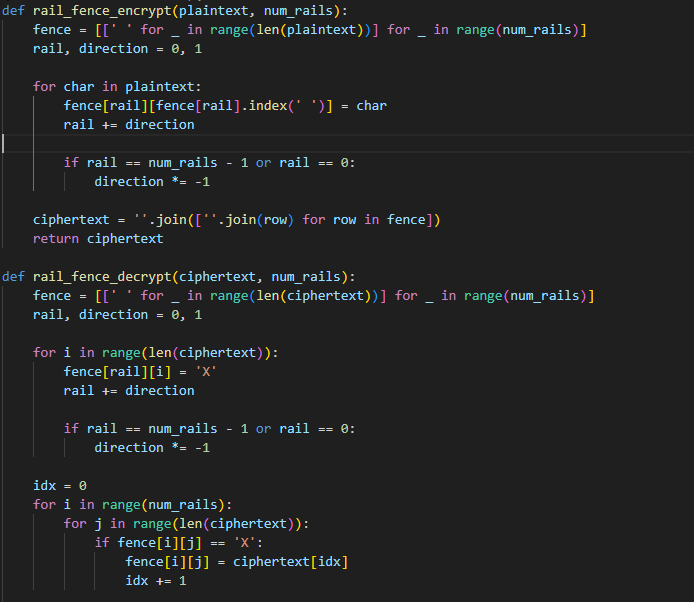 def rail_fence_encrypt(plaintext, num_rails):
    fence = [[' ' for _ in range(len(plaintext))] for _ in range(num_rails)]
    rail, direction = 0, 1

    for char in plaintext:
        fence[rail][fence[rail].index(' ')] = char
        rail += direction

        if rail == num_rails - 1 or rail == 0:
            direction *= -1

    ciphertext = ''.join([''.join(row) for row in fence])
    return ciphertext

def rail_fence_decrypt(ciphertext, num_rails):
    fence = [[' ' for _ in range(len(ciphertext))] for _ in range(num_rails)]
    rail, direction = 0, 1

    for i in range(len(ciphertext)):
        fence[rail][i] = 'X'
        rail += direction

        if rail == num_rails - 1 or rail == 0:
            direction *= -1

    idx = 0
    for i in range(num_rails):
        for j in range(len(ciphertext)):
            if fence[i][j] == 'X':
                fence[i][j] = ciphertext[idx]
                idx += 1